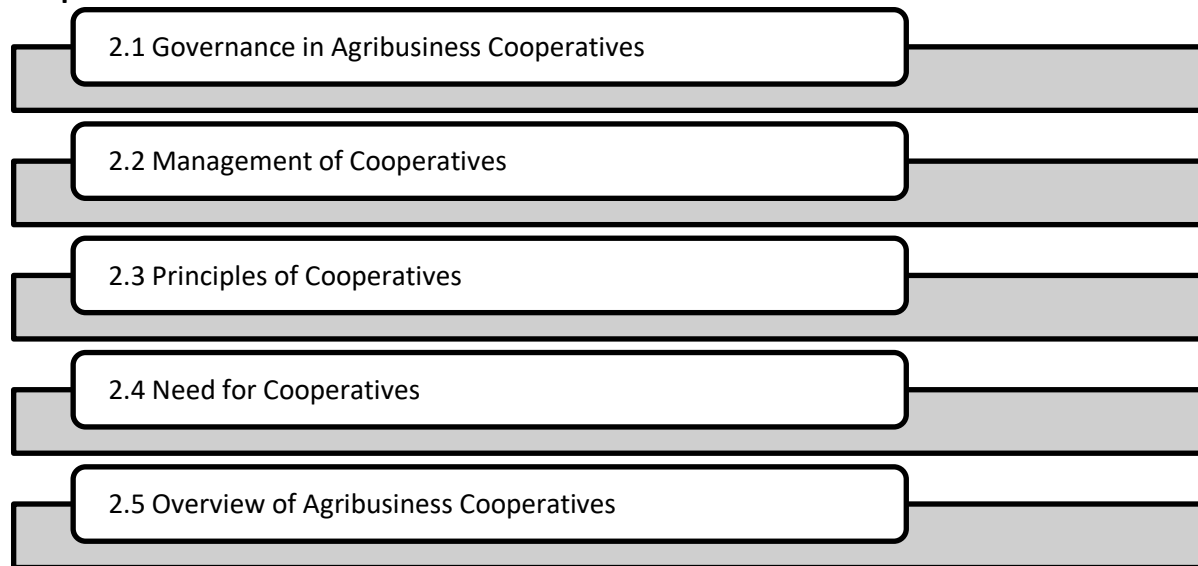 2.1 Governance in Agribusiness Cooperatives
2.2 Management of Cooperatives
2.3 Principles of Cooperatives
2.4 Need for Cooperatives
2.5 Overview of Agribusiness Cooperatives